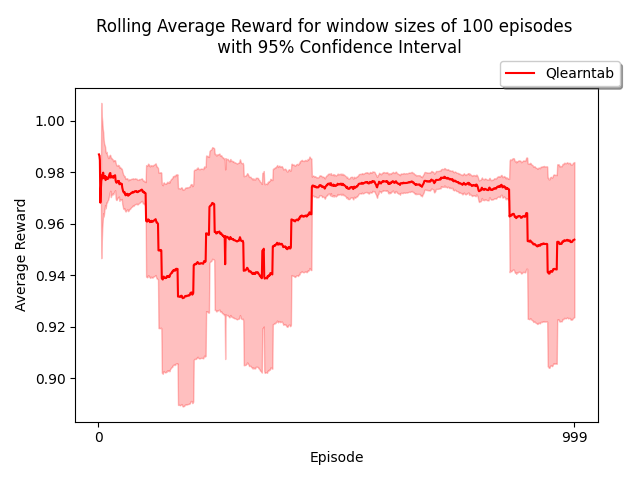 Rolling Average Reward for window sizes of 100 episodes
with 95% Confidence Interval
Qlearntab
1.00
0.98
0.96
0.94
0.92
0.90
Average Reward
0
999
Episode